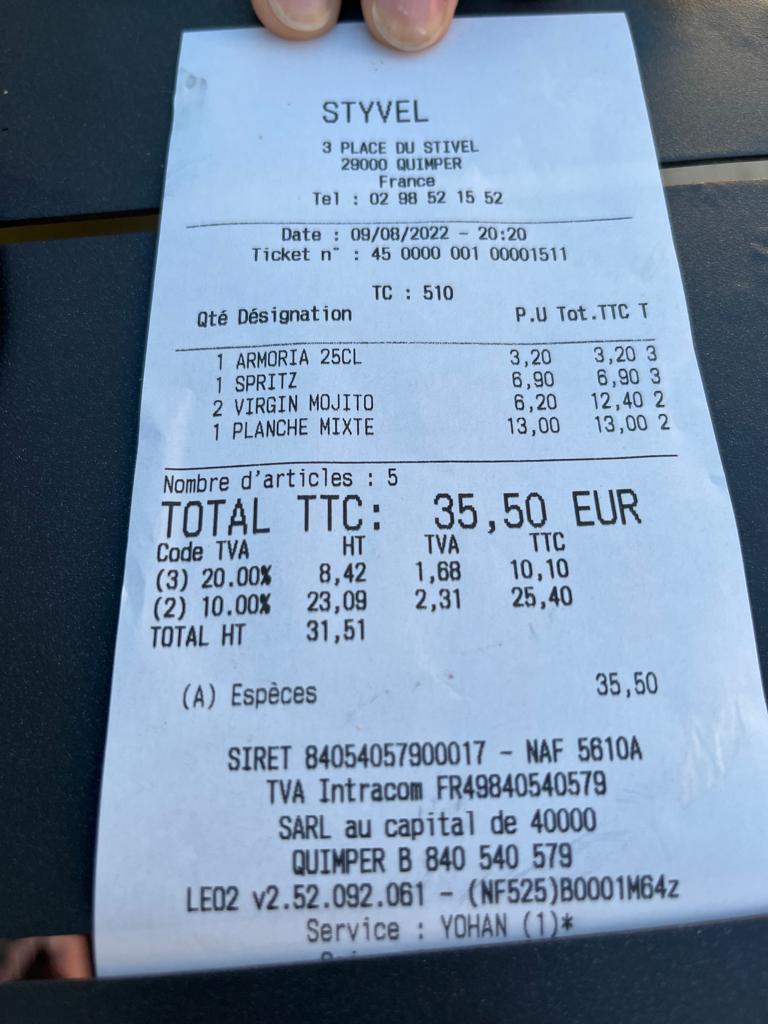 STYVEL
3 PLACE DU STIVEL
29000 QUIMPER
France
Tel : 02 98 52 15 52
Date : 09/08/2022 - 20:20
Ticket n° : 45 0000 001 00001511
TC : 510
Qté Désignation P.U Tot.TTC T
1 ARMORIA 25CL 3,20 3,20 3
1 SPRITZ 6,90 6,90 3
2 VIRGIN MOJITO 6,20 12,40 2
1 PLANCHE MIXTE 13,00 13,00 2
Nombre d'articles : 5
TOTAL TTC: 35,50 EUR
Code TVA HT TVA TTC
(3) 20.00% 8,42 1,68 10,10
(2) 10.00% 23,09 2,31 25,40
TOTAL HT 31,51
(A) Espèces 35,50
SIRET 84054057900017 - NAF 5610A
TVA Intracom FR49840540579
SARL au capital de 40000
QUIMPER B 840 540 579
LEO2 v2.52.092.061 - (NF525)B0001M64z
Service : YOHAN (1)*